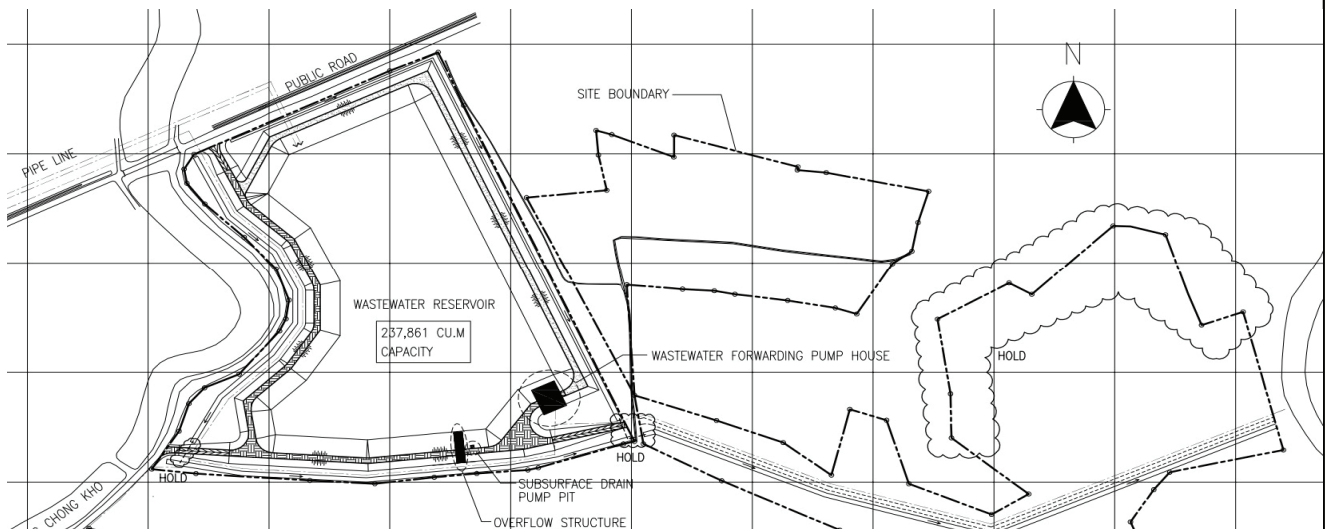 N
PUBLIC ROAD
SITE BOUNDARY
PIPE LINE
WASTEWATER RESERVOIR
237,861 CU.M
CAPACITY
WASTEWATER FORWARDING PUMP HOUSE
HOLD
HOLD
HOLD
SUBSURFACE DRAIN
PUMP PIT
CHONG KHO
OVERFLOW STRUCTURE